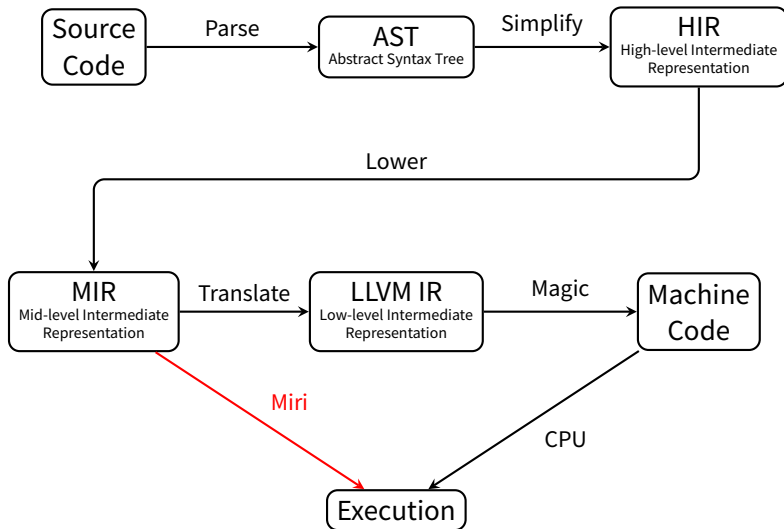 Source
Code
Parse
AST
Abstract Syntax Tree
Simplify
HIR
High-level Intermediate
Representation
Lower
MIR
Mid-level Intermediate
Representation
Translate
LLVM IR
Low-level Intermediate
Representation
Magic
Machine
Code
Miri
CPU
Execution